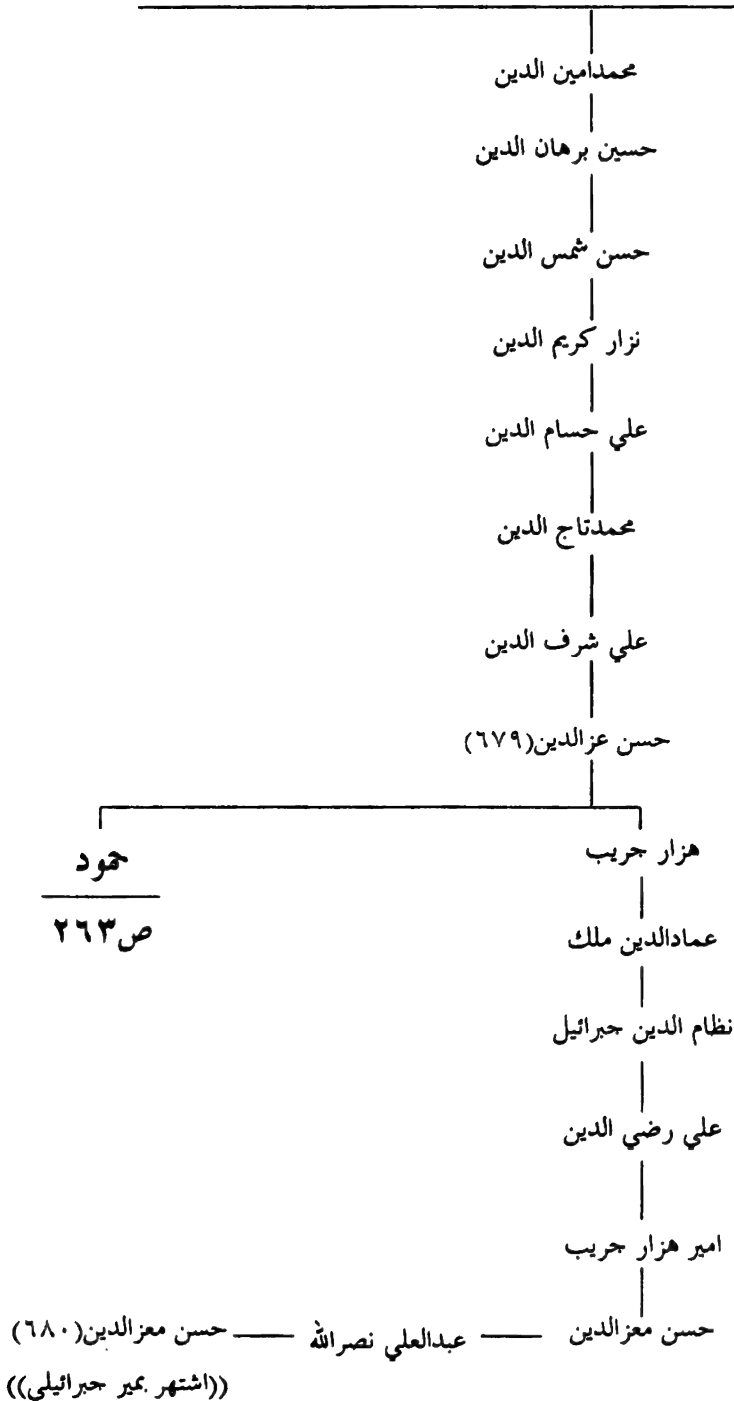 محمدامين الدين
حسين برهان الدين
حسن شمس الدين
نزار كريم الدين
علي حسام الدين
محمدتاج الدين
علي شرف الدين
حسن عزالدين(٦٧٩)
هزار جريب
حمود
ص٢٦٣
عمادالدين ملك
نظام الدين جبرائيل
علي رضي الدين
امير هزار جريب
حسن معزالدين عبدالعلي نصرالله حسن معزالدين(٦٨٠)
((اشتهر بمير جبرائيلي))